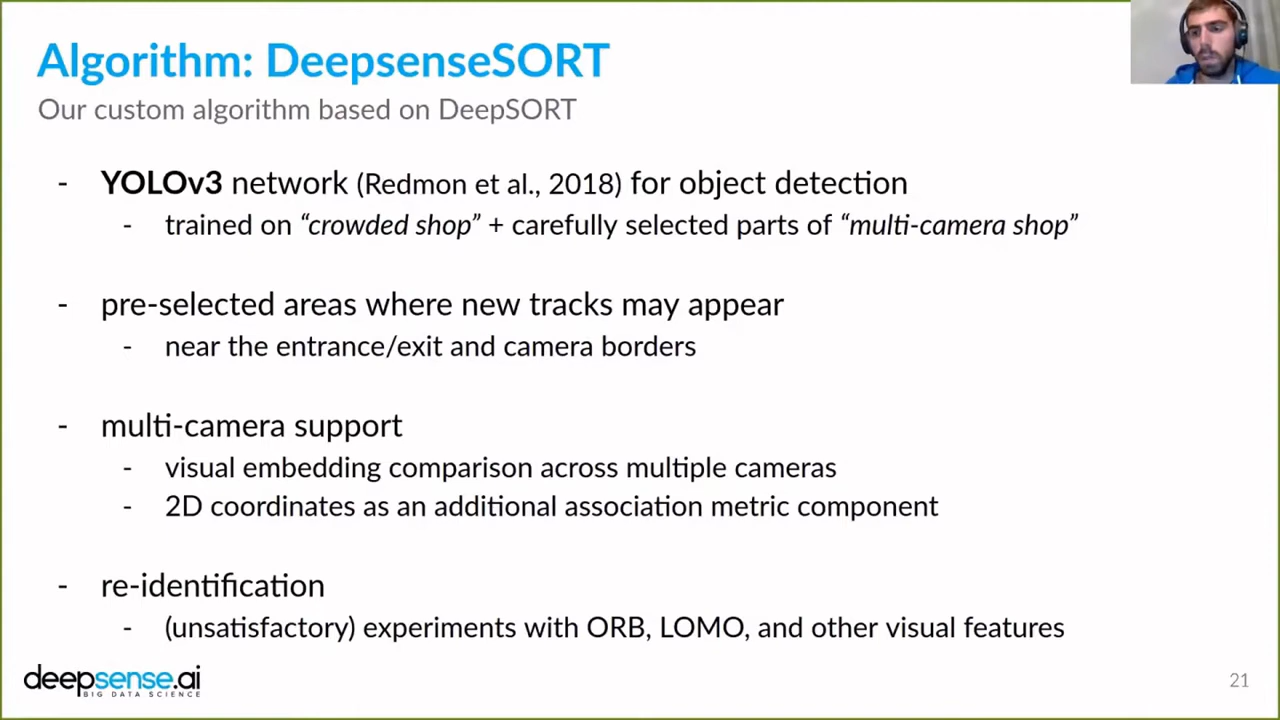 Algorithm: DeepsenseSORT
Our custom algorithm based on DeepSORT
- YOLOv3 network (Redmon et al., 2018) for object detection
- trained on “crowded shop” + carefully selected parts of “multi-camera shop”
- pre-selected areas where new tracks may appear
- near the entrance/exit and camera borders
- multi-camera support
- visual embedding comparison across multiple cameras
- 2D coordinates as an additional association metric component
- re-identification
- (unsatisfactory) experiments with ORB, LOMO, and other visual features
deepsense.ai
BIG DATA SCIENCE
21